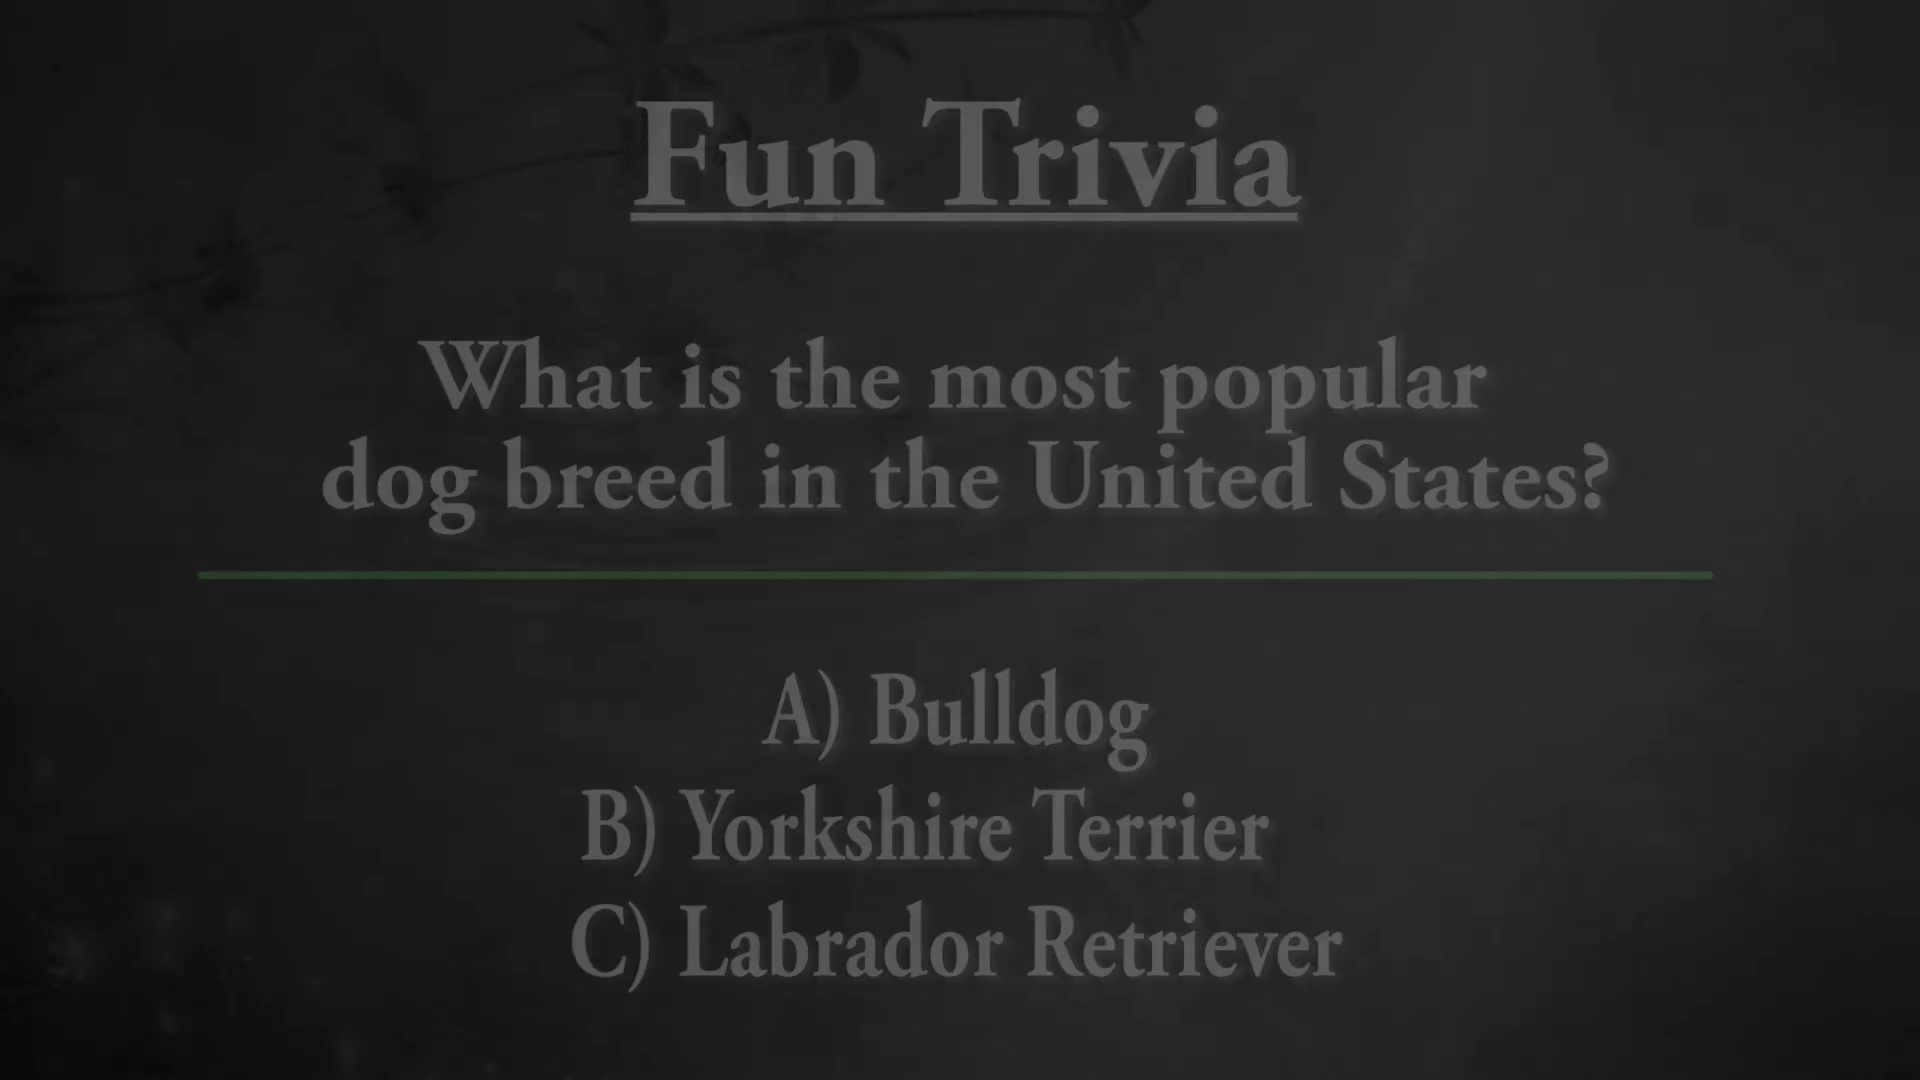 Fun Trivia
What is the most popular
dog breed in the United States?
A) Bulldog
B) Yorkshire Terrier
C) Labrador Retriever